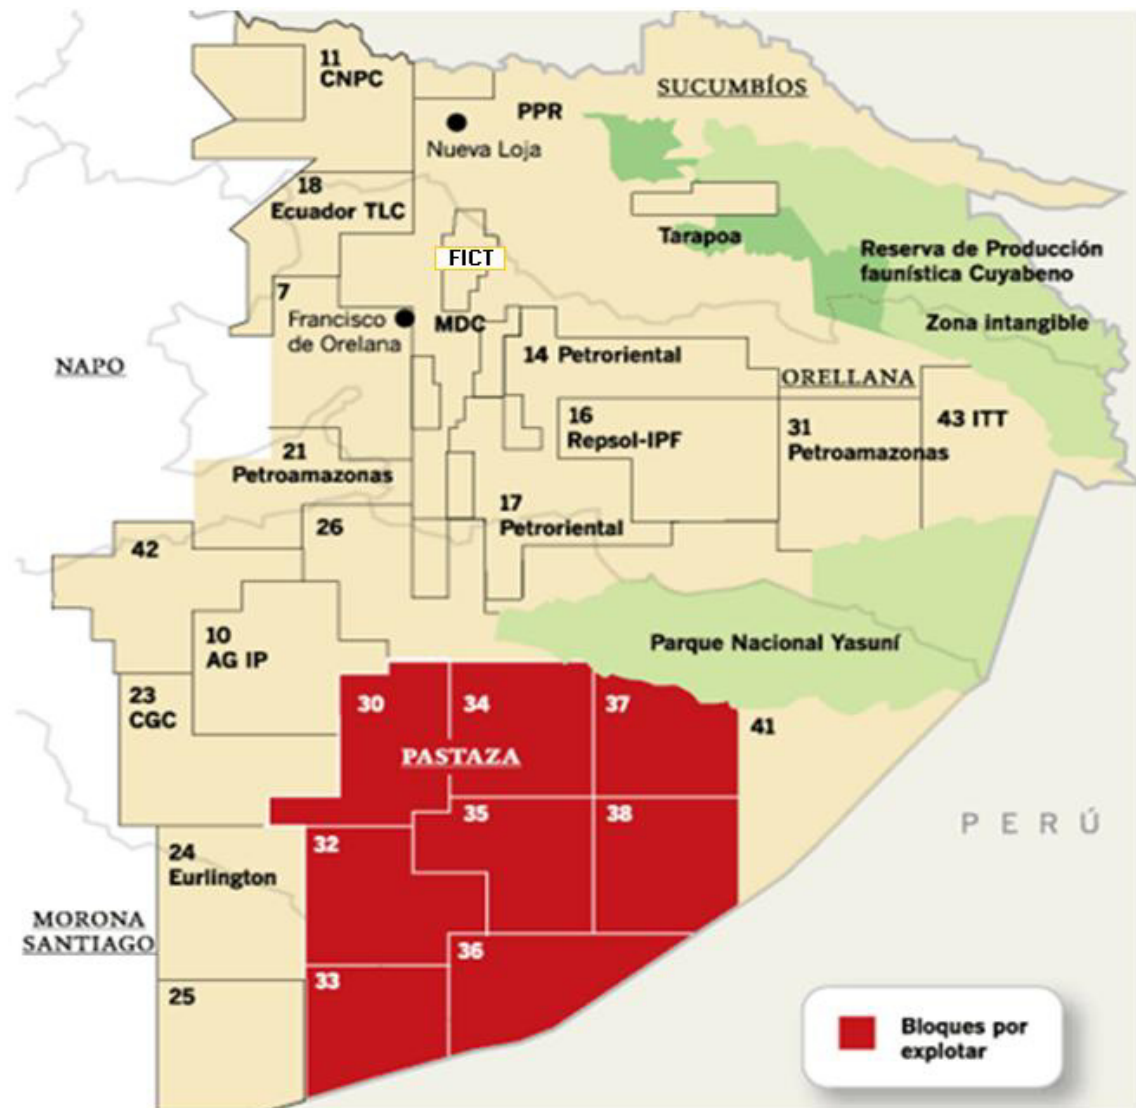 11
CNPC
SUCUMBÍOS
PPR
Nueva Loja
18
Ecuador TLC
Tarapoa
Reserva de Producción
faunística Cuyabeno
FICT
7
Francisco
de Orelana
MDC
Zona intangible
14 Petroriental
NAPO
ORELLANA
16
Repsol-IPF
31
Petroamazonas
43 ITT
21
Petroamazonas
17
Petroriental
26
42
10
AG IP
Parque Nacional Yasuní
23
CGC
30
34
37
41
PASTAZA
35
38
PERÚ
32
24
Eurlington
MORONA
SANTIAGO
36
33
25
Bloques por
explotar